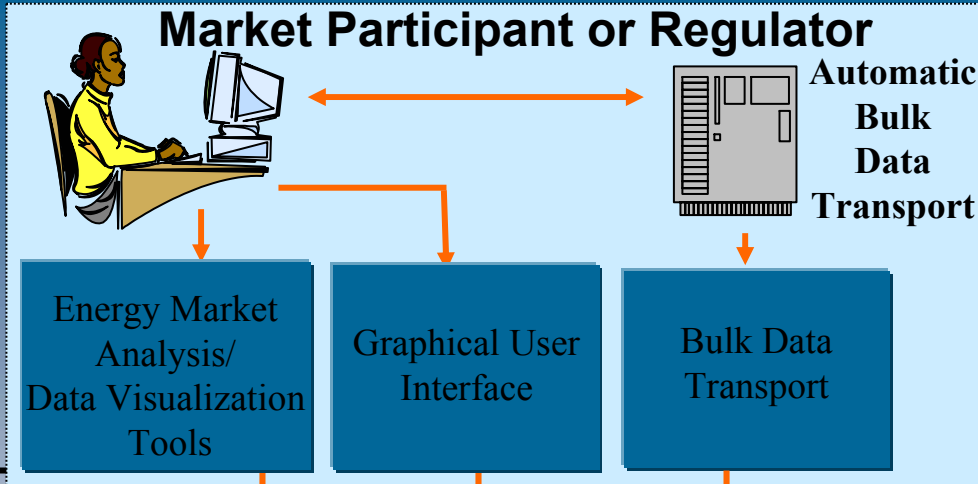 Market Participant or Regulator
Automatic
Bulk
Data
Transport
Energy Market
Analysis/
Data Visualization
Tools
Graphical User
Interface
Bulk Data
Transport